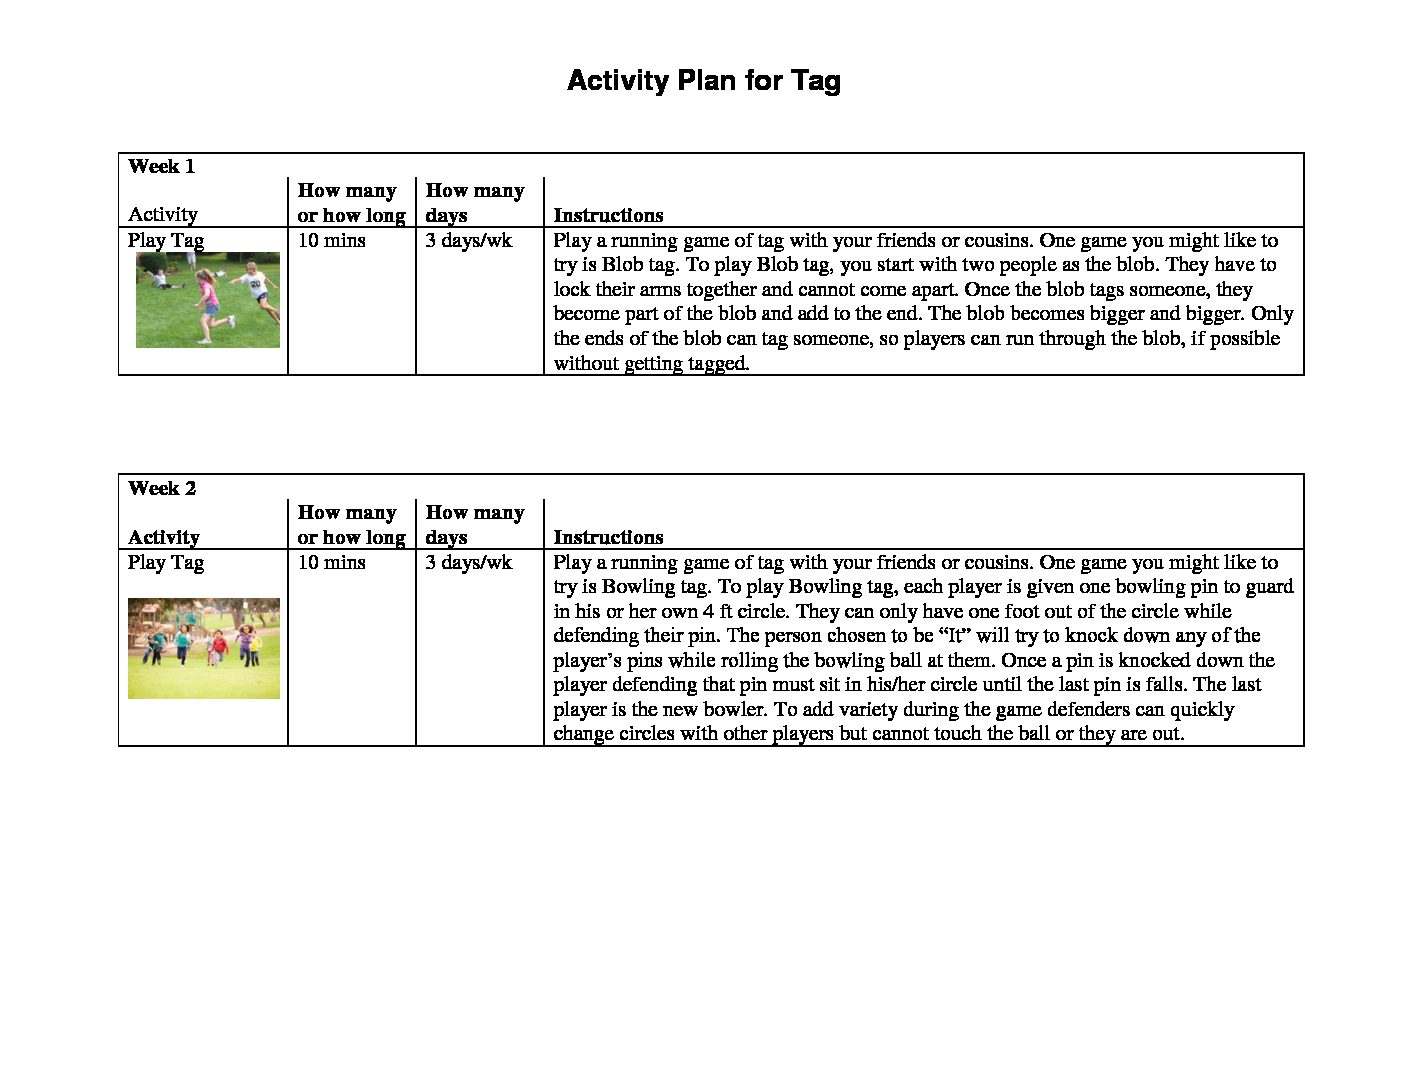 Activity Plan for Tag
Week 1
Activity
How many
or how long
How many
days
Instructions
Play Tag
10 mins
3 days/wk
Play a running game of tag with your friends or cousins. One game you might like to
try is Blob tag. To play Blob tag, you start with two people as the blob. They have to
lock their arms together and cannot come apart. Once the blob tags someone, they
become part of the blob and add to the end. The blob becomes bigger and bigger. Only
the ends of the blob can tag someone, so players can run through the blob, if possible
without getting tagged.
Week 2
Activity
How many
or how long
How many
days
Instructions
Play Tag
10 mins
3 days/wk
Play a running game of tag with your friends or cousins. One game you might like to
try is Bowling tag. To play Bowling tag, each player is given one bowling pin to guard
in his or her own 4 ft circle. They can only have one foot out of the circle while
defending their pin. The person chosen to be “It” will try to knock down any of the
player’s pins while rolling the bowling ball at them. Once a pin is knocked down the
player defending that pin must sit in his/her circle until the last pin is falls. The last
player is the new bowler. To add variety during the game defenders can quickly
change circles with other players but cannot touch the ball or they are out.